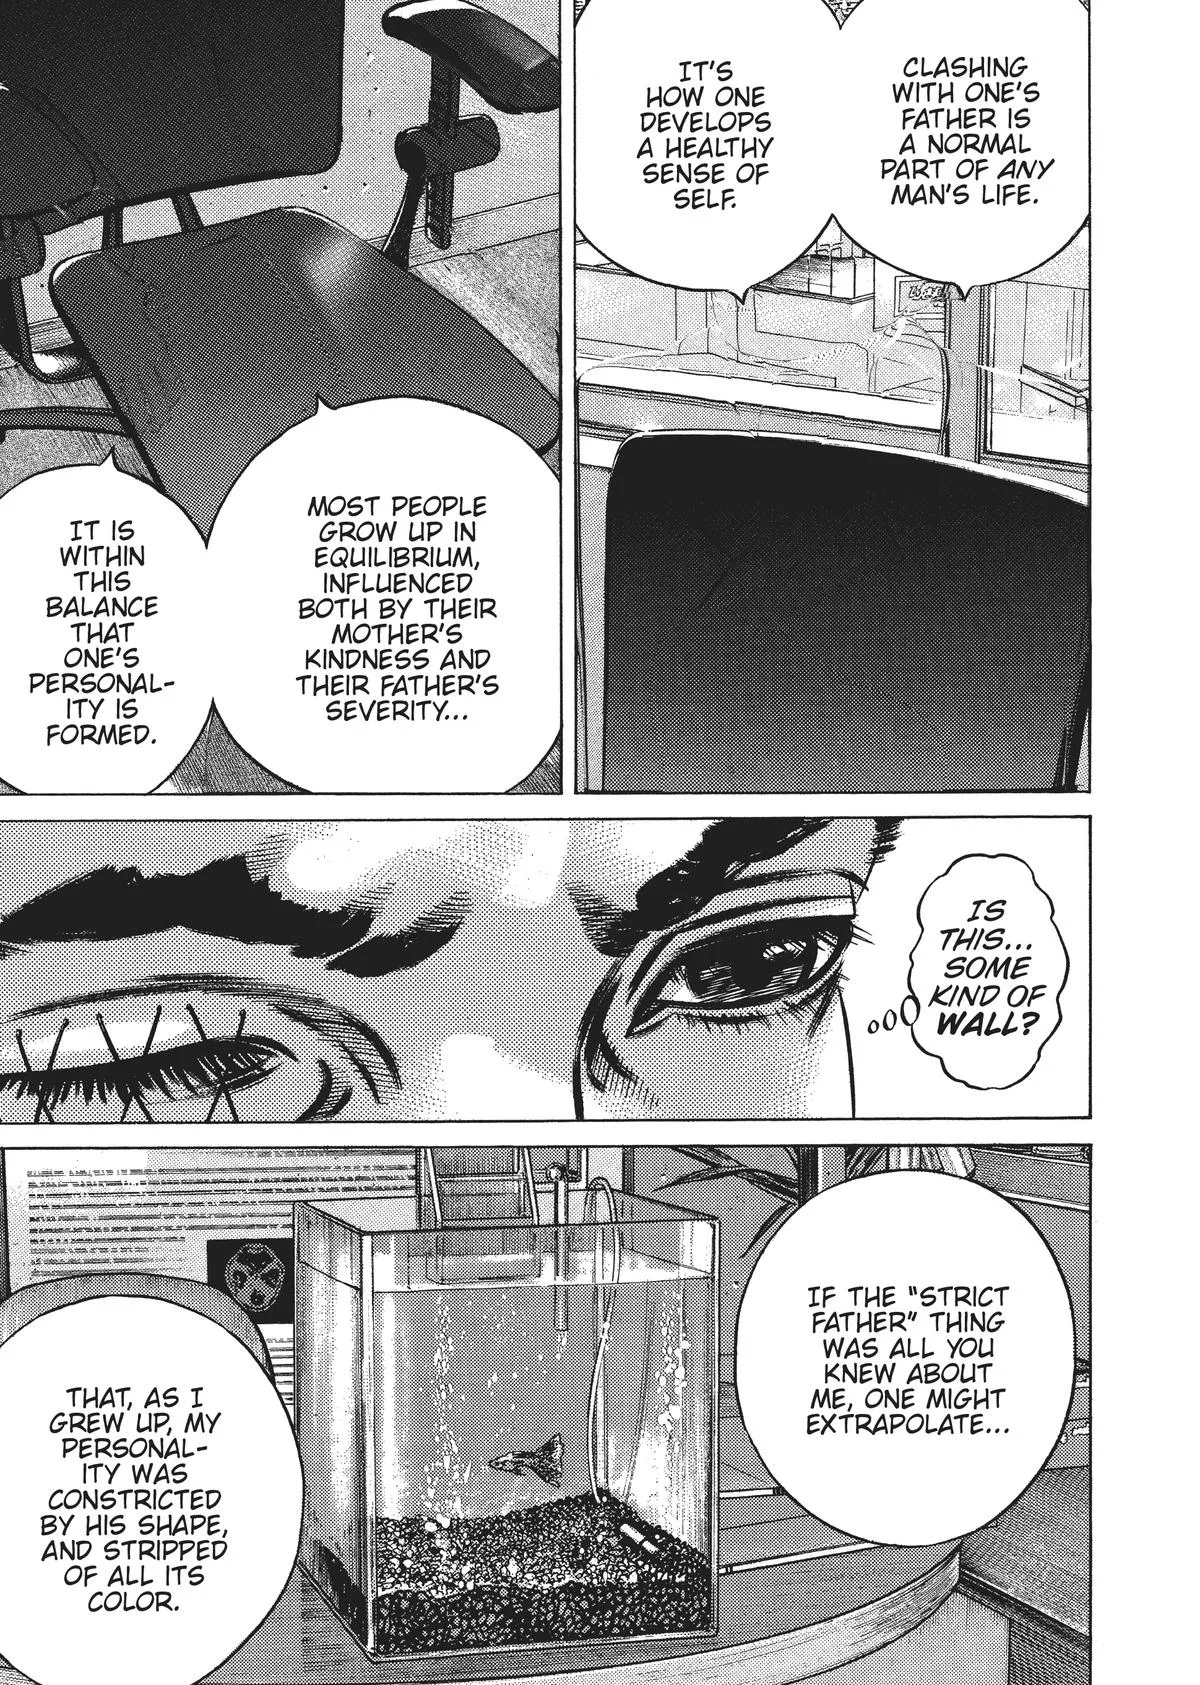 CLASHING
WITH ONE'S
FATHER IS
A NORMAL
PART OF ANY
MAN'S LIFE.
IT'S
HOW ONE
DEVELOPS
A HEALTHY
SENSE OF
SELF.
MOST PEOPLE
GROW UP IN
EQUILIBRIUM,
INFLUENCED
BOTH BY THEIR
MOTHER'S
KINDNESS AND
THEIR FATHER'S
SEVERITY...
IT IS
WITHIN
THIS
BALANCE
THAT
ONE'S
PERSONAL-
ITY IS
FORMED.
IS
THIS...
SOME
KIND OF
WALL?
IF THE "STRICT
FATHER" THING
WAS ALL YOU
KNEW ABOUT
ME, ONE MIGHT
EXTRAPOLATE...
THAT, AS I
GREW UP, MY
PERSONAL-
ITY WAS
CONSTRICTED
BY HIS SHAPE,
AND STRIPPED
OF ALL ITS
COLOR.